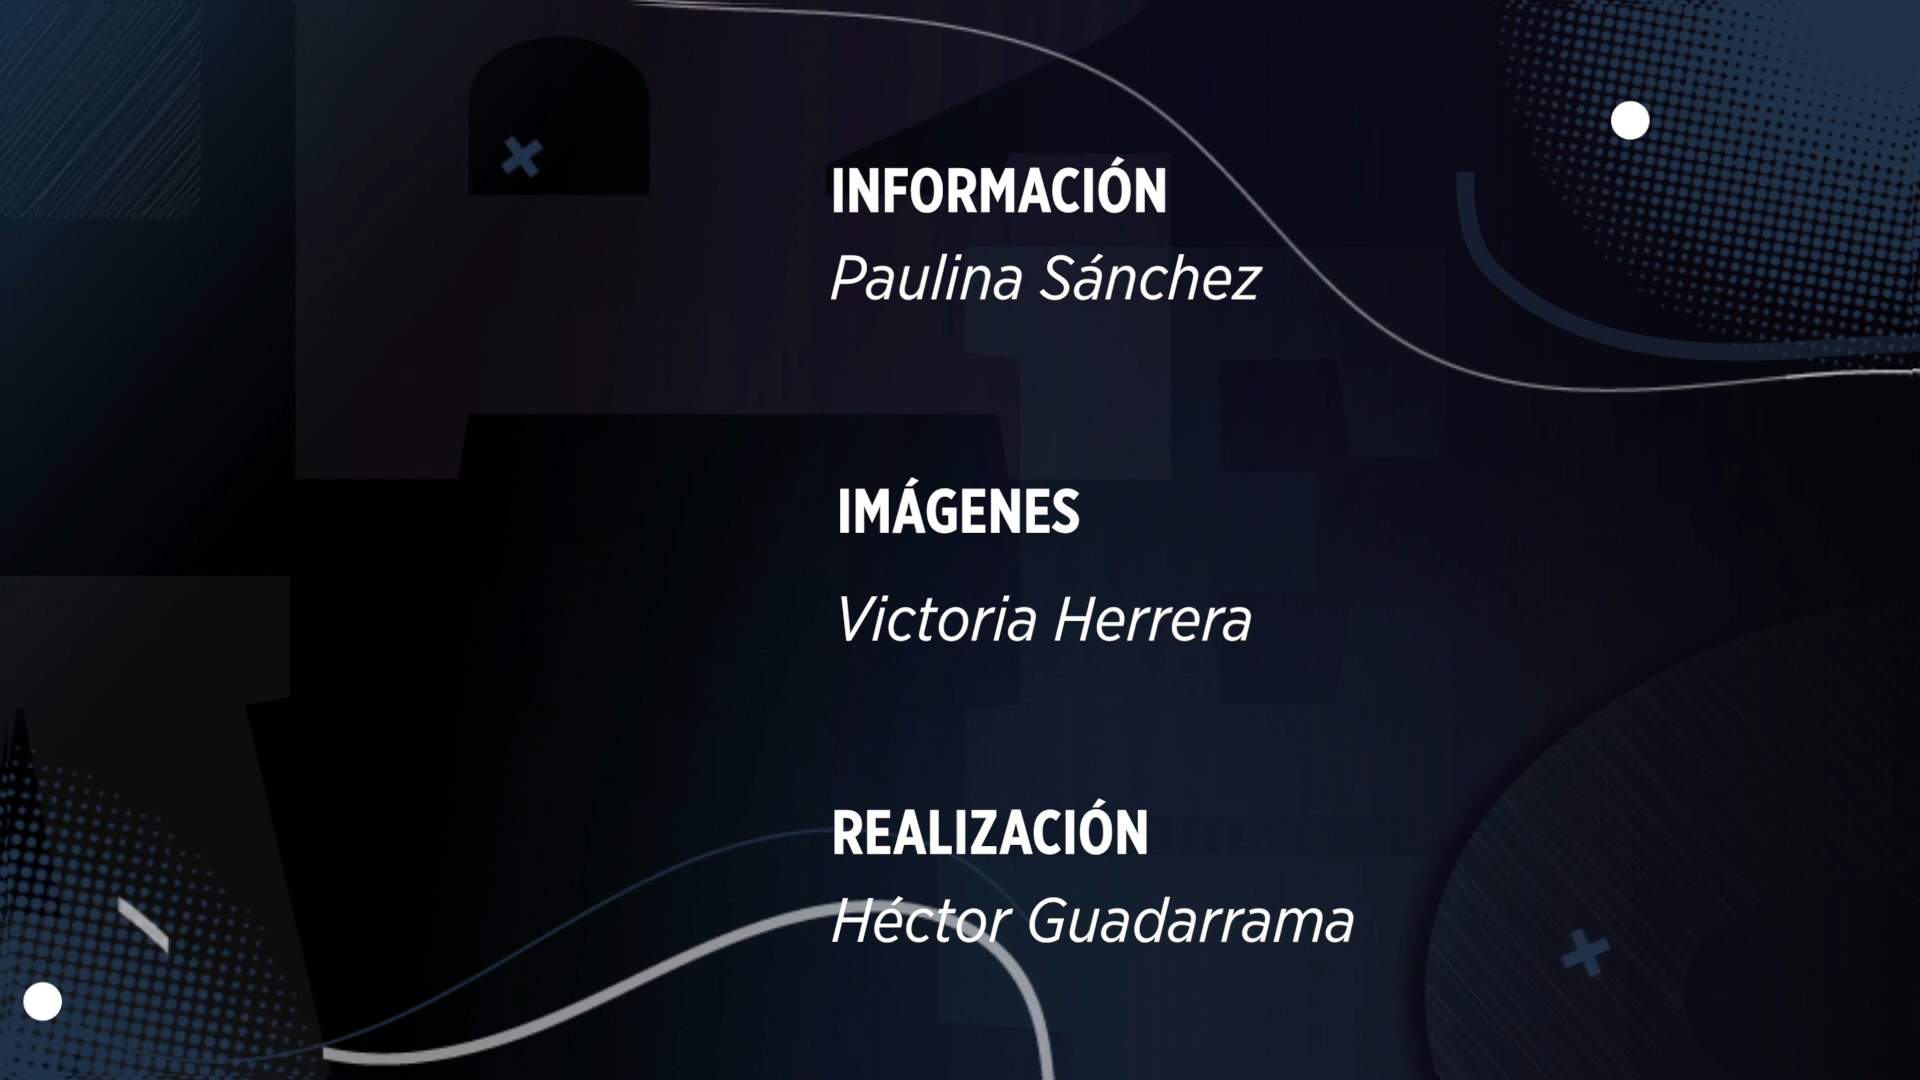 INFORMACIÓN
Paulina Sánchez
IMÁGENES
Victoria Herrera
REALIZACIÓN
Héctor Guadarrama